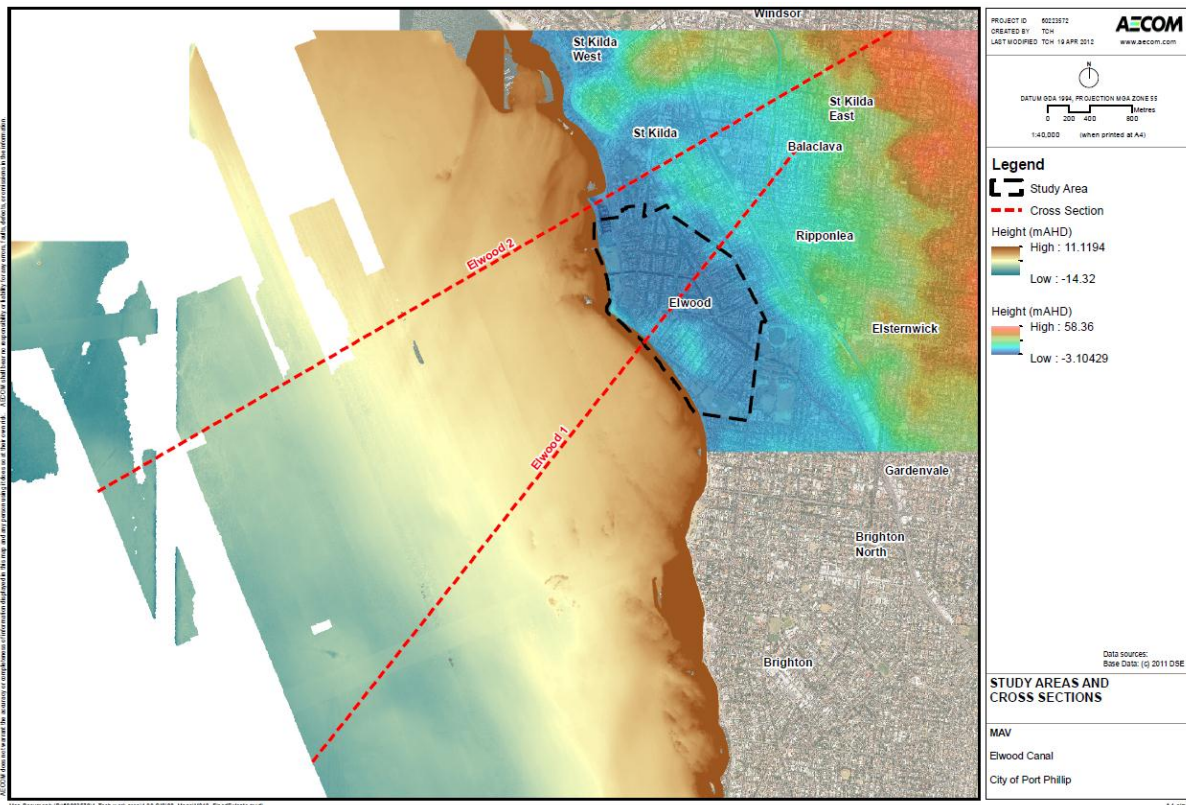 Windsor
St Kilda
West
St Kilda
East
St Kilda
Balaclava
Ripponlea
Elwood
Elsternwick
Elwood 2
Elwood 1
Gardenvale
Brighton
North
Brighton
PROJECT ID 60223572
CREATED BY TCH
LAST MODIFIED TCH 19 APR 2012
AECOM
www.aecom.com
N
DATUM GDA 1994, PROJECTION MGA ZONE 55
Metres
0 200 400 800
1:40,000 (when printed at A4)
Legend
Study Area
Cross Section
Height (mAHD)
High : 11.1194
Low : -14.32
Height (mAHD)
High : 58.36
Low : -3.10429
Data sources:
Base Data: (c) 2011 DSE
STUDY AREAS AND
CROSS SECTIONS
MAV
Elwood Canal
City of Port Phillip